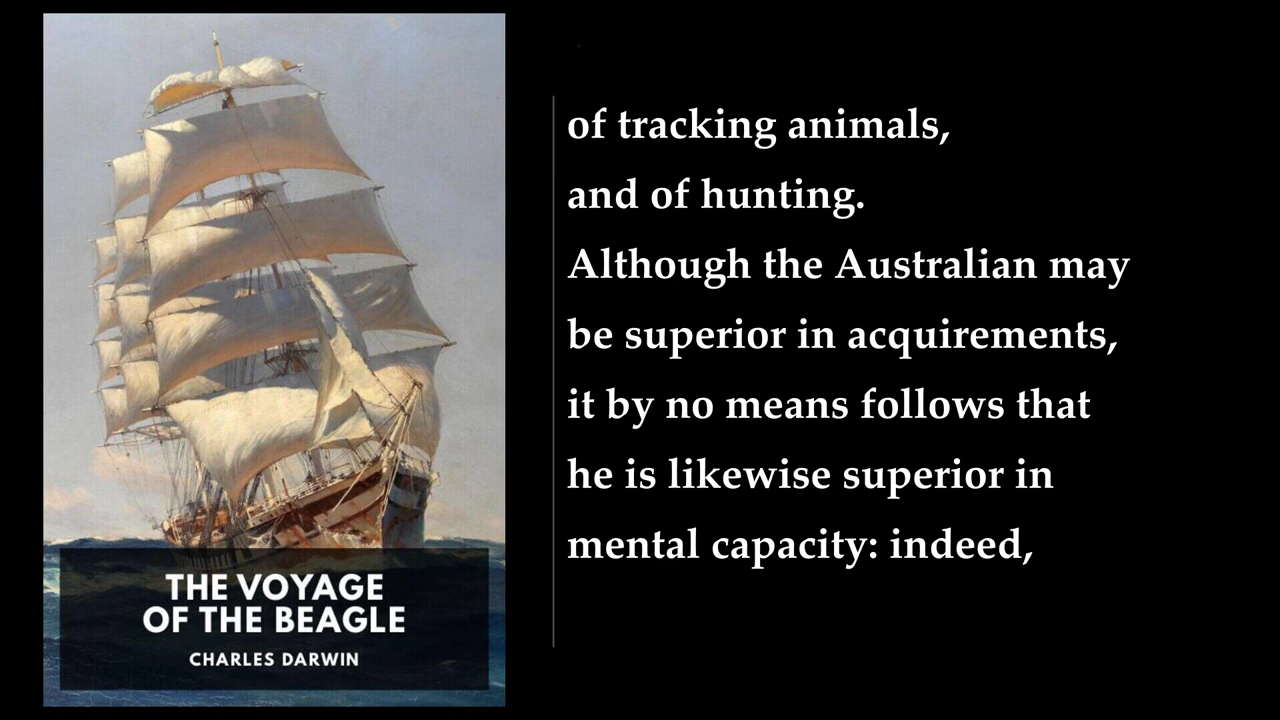 THE VOYAGE
OF THE BEAGLE
CHARLES DARWIN
of tracking animals,
and of hunting.
Although the Australian may
be superior in acquirements,
it by no means follows that
he is likewise superior in
mental capacity: indeed,